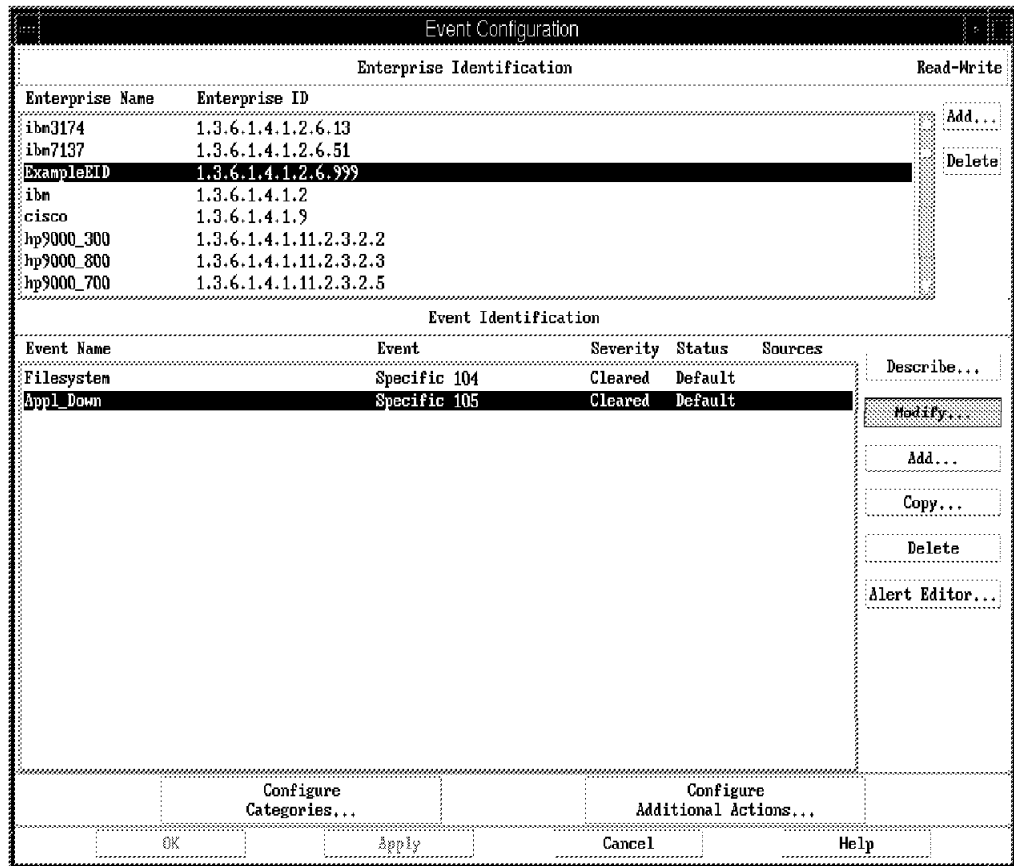 Event Configuration
Enterprise Identification Read-Write
Enterprise Name Enterprise ID
ibm3174 1.3.6.1.4.1.2.6.13
ibm7137 1.3.6.1.4.1.2.6.51
ExampleEID 1.3.6.1.4.1.2.6.999
ibm 1.3.6.1.4.1.2
cisco 1.3.6.1.4.1.9
hp9000_300 1.3.6.1.4.1.11.2.3.2.2
hp9000_800 1.3.6.1.4.1.11.2.3.2.3
hp9000_700 1.3.6.1.4.1.11.2.3.2.5
Add...
Delete
Event Identification
Event Name Event Severity Status Sources
Filesystem Specific 104 Cleared Default
Appl_Down Specific 105 Cleared Default
Describe...
Modify...
Add...
Copy...
Delete
Alert Editor...
Configure
Categories...
Configure
Additional Actions...
OK Apply Cancel Help